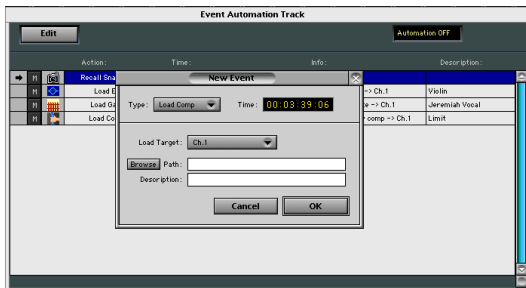 Event Automation Track
Edit
Automation OFF
Action: Time: Info: Description:
M Recall Sna
M Load E -> Ch.1 Violin
M Load Ga e -> Ch.1 Jeremiah Vocal
M Load Co comp -> Ch.1 Limit
New Event
Type: Load Comp Time: 00:03:39:06
Load Target: Ch.1
Browse Path:
Description:
Cancel OK